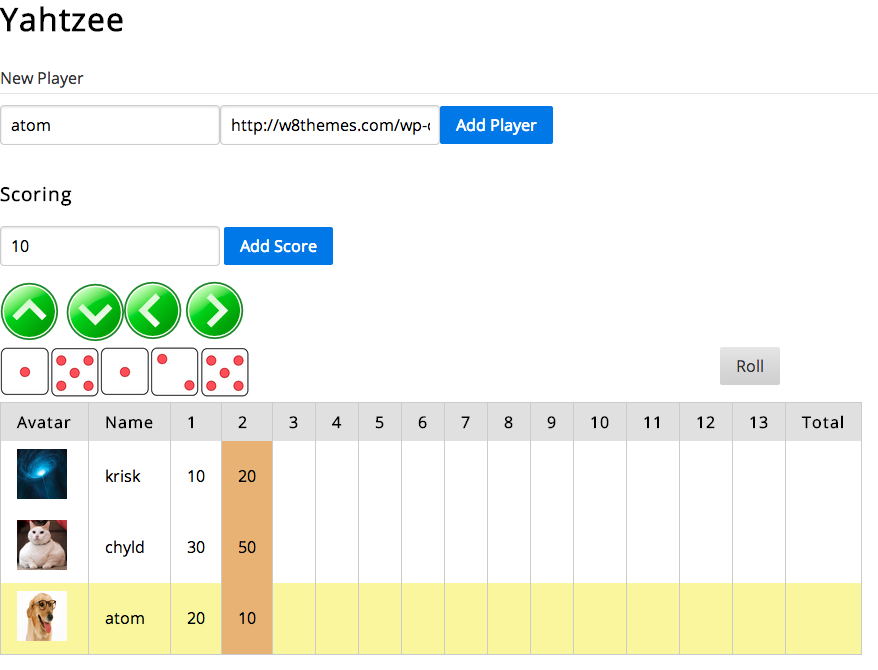 Yahtzee
New Player
atom http://w8themes.com/wp-c Add Player
Scoring
10 Add Score
Roll
Avatar Name 1 2 3 4 5 6 7 8 9 10 11 12 13 Total
krisk 10 20
chyld 30 50
atom 20 10